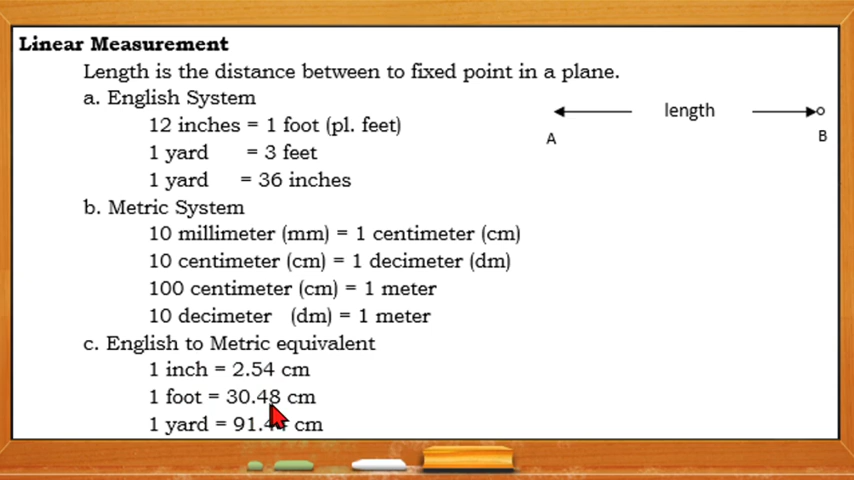 Linear Measurement
Length is the distance between to fixed point in a plane.
a. English System
12 inches = 1 foot (pl. feet)
1 yard = 3 feet
1 yard = 36 inches
b. Metric System
10 millimeter (mm) = 1 centimeter (cm)
10 centimeter (cm) = 1 decimeter (dm)
100 centimeter (cm) = 1 meter
10 decimeter (dm) = 1 meter
c. English to Metric equivalent
1 inch = 2.54 cm
1 foot = 30.48 cm
1 yard = cm
length
A B